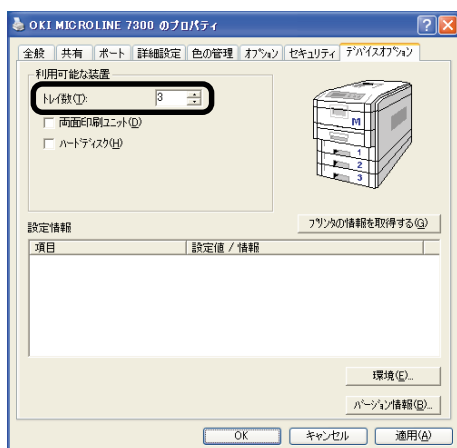 OKI MICROLINE 7300 のプロパティ
全般 共有 ポート 詳細設定 色の管理 オプション セキュリティ デバイスオプション
利用可能な装置
トレイ数(T): 3
両面印刷ユニット(D)
ハードディスク(H)
M
1
2
3
プリンタの情報を取得する(G)
設定情報
項目 設定値 / 情報
環境(E)...
バージョン情報(B)...
OK キャンセル 適用(A)